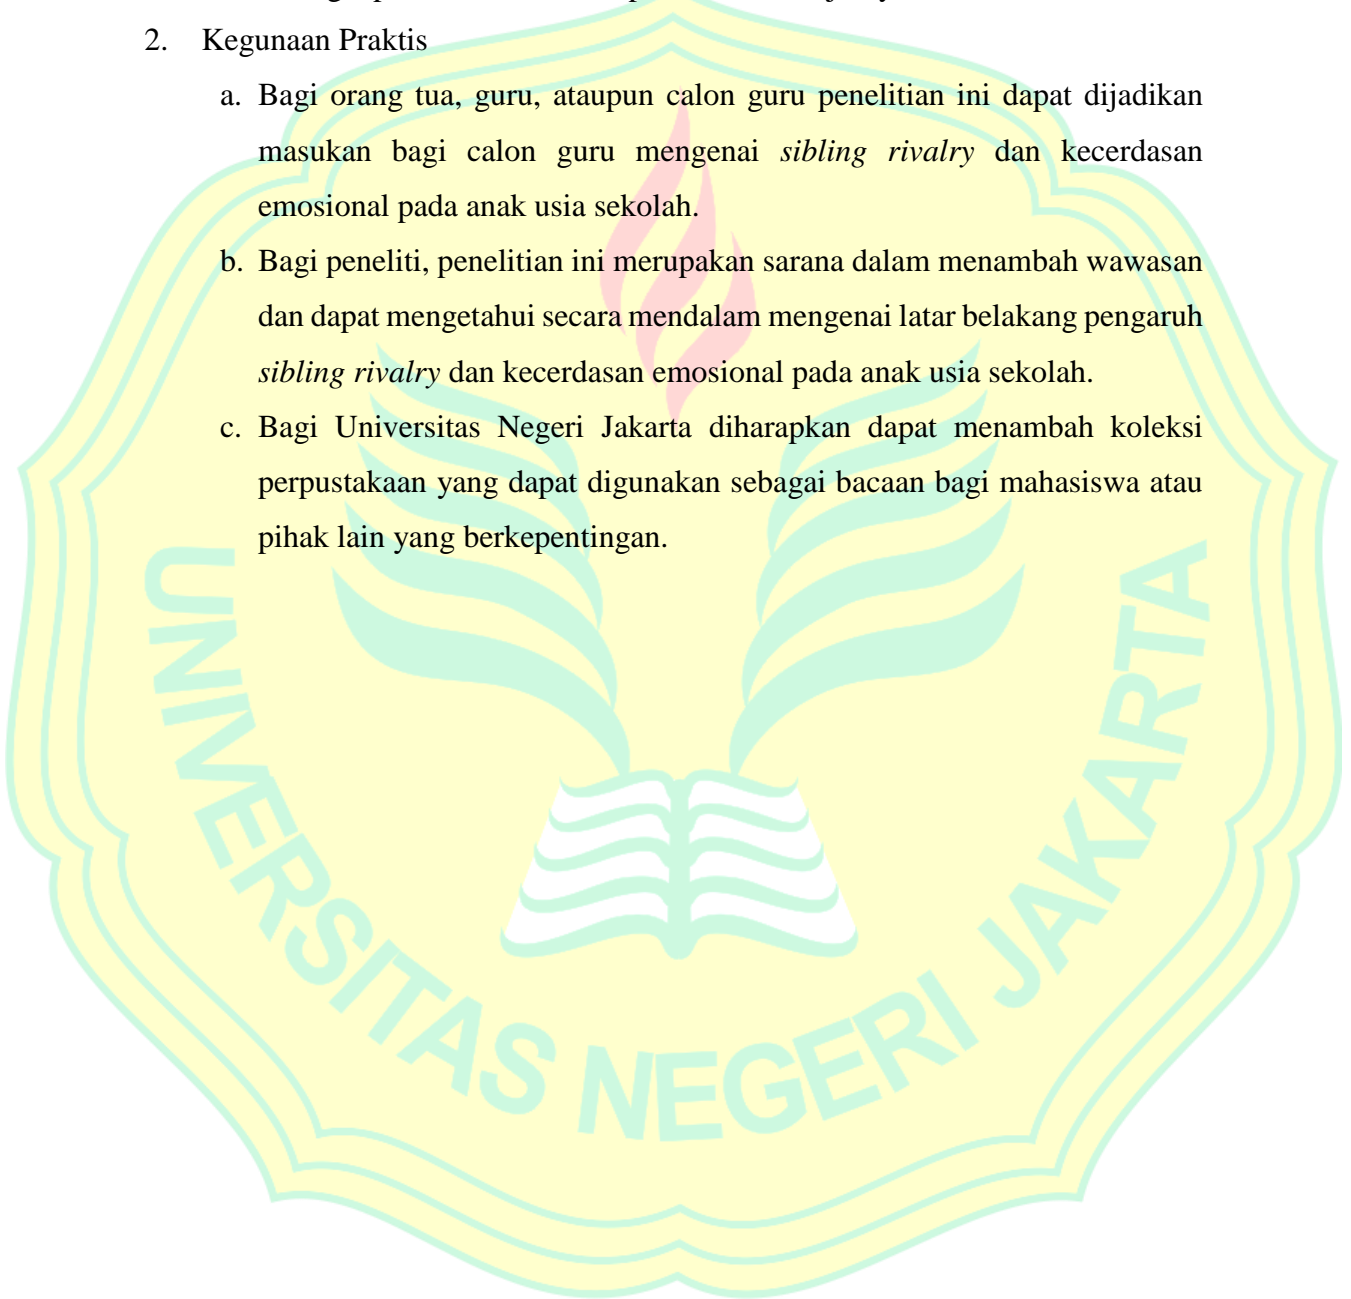 2. Kegunaan Praktis
a. Bagi orang tua, guru, ataupun calon guru penelitian ini dapat dijadikan
masukan bagi calon guru mengenai sibling rivalry dan kecerdasan
emosional pada anak usia sekolah.
b. Bagi peneliti, penelitian ini merupakan sarana dalam menambah wawasan
dan dapat mengetahui secara mendalam mengenai latar belakang pengaruh
sibling rivalry dan kecerdasan emosional pada anak usia sekolah.
c. Bagi Universitas Negeri Jakarta diharapkan dapat menambah koleksi
perpustakaan yang dapat digunakan sebagai bacaan bagi mahasiswa atau
pihak lain yang berkepentingan.
UNIVERSITAS NEGERI JAKARTA